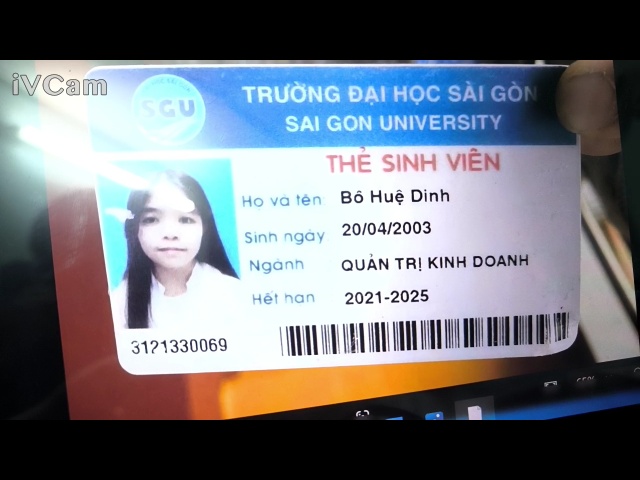 iVCam
SGU
TRƯỜNG ĐẠI HỌC SÀI GÒN
SAI GON UNIVERSITY
THẺ SINH VIÊN
Họ và tên Bô Huệ Dinh
Sinh ngày 20/04/2003
Ngành QUẢN TRỊ KINH DOANH
Hết hạn 2021-2025
3121330069